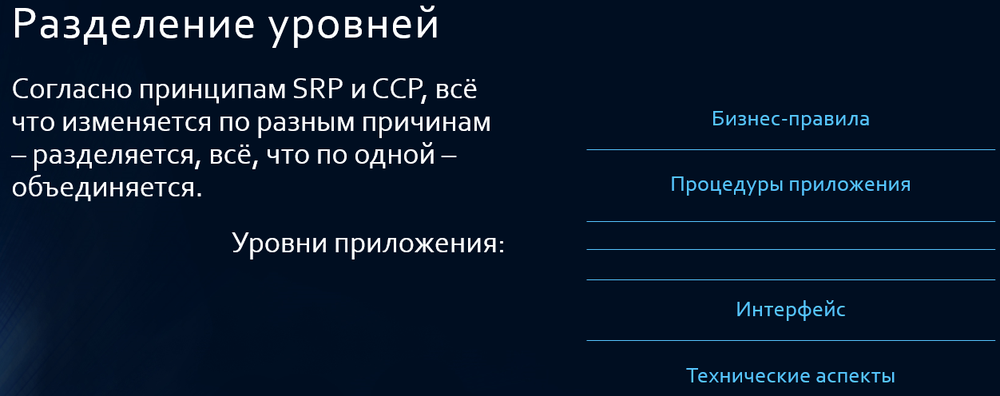 Разделение уровней
Согласно принципам SRP и CCP, всё
что изменяется по разным причинам
– разделяется, всё, что по одной –
объединяется.
Уровни приложения:
Бизнес-правила
Процедуры приложения
Интерфейс
Технические аспекты